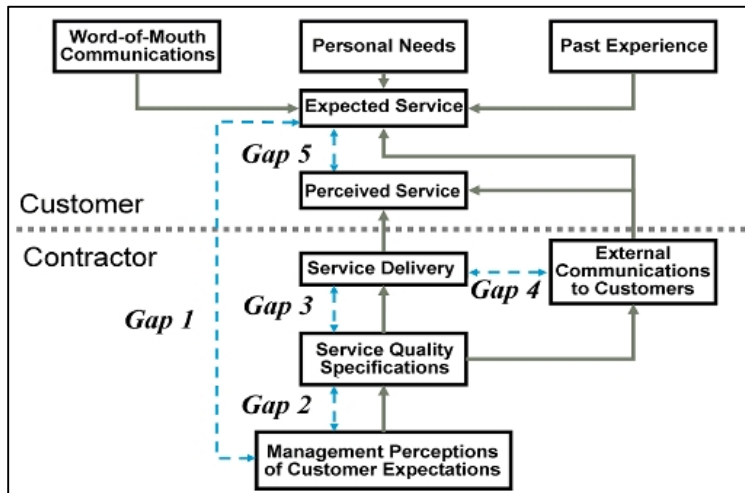 Word-of-Mouth
Communications
Personal Needs
Past Experience
Expected Service
Gap 5
Perceived Service
Customer
Contractor
Service Delivery
External
Communications
to Customers
Gap 4
Gap 3
Gap 1
Service Quality
Specifications
Gap 2
Management Perceptions
of Customer Expectations